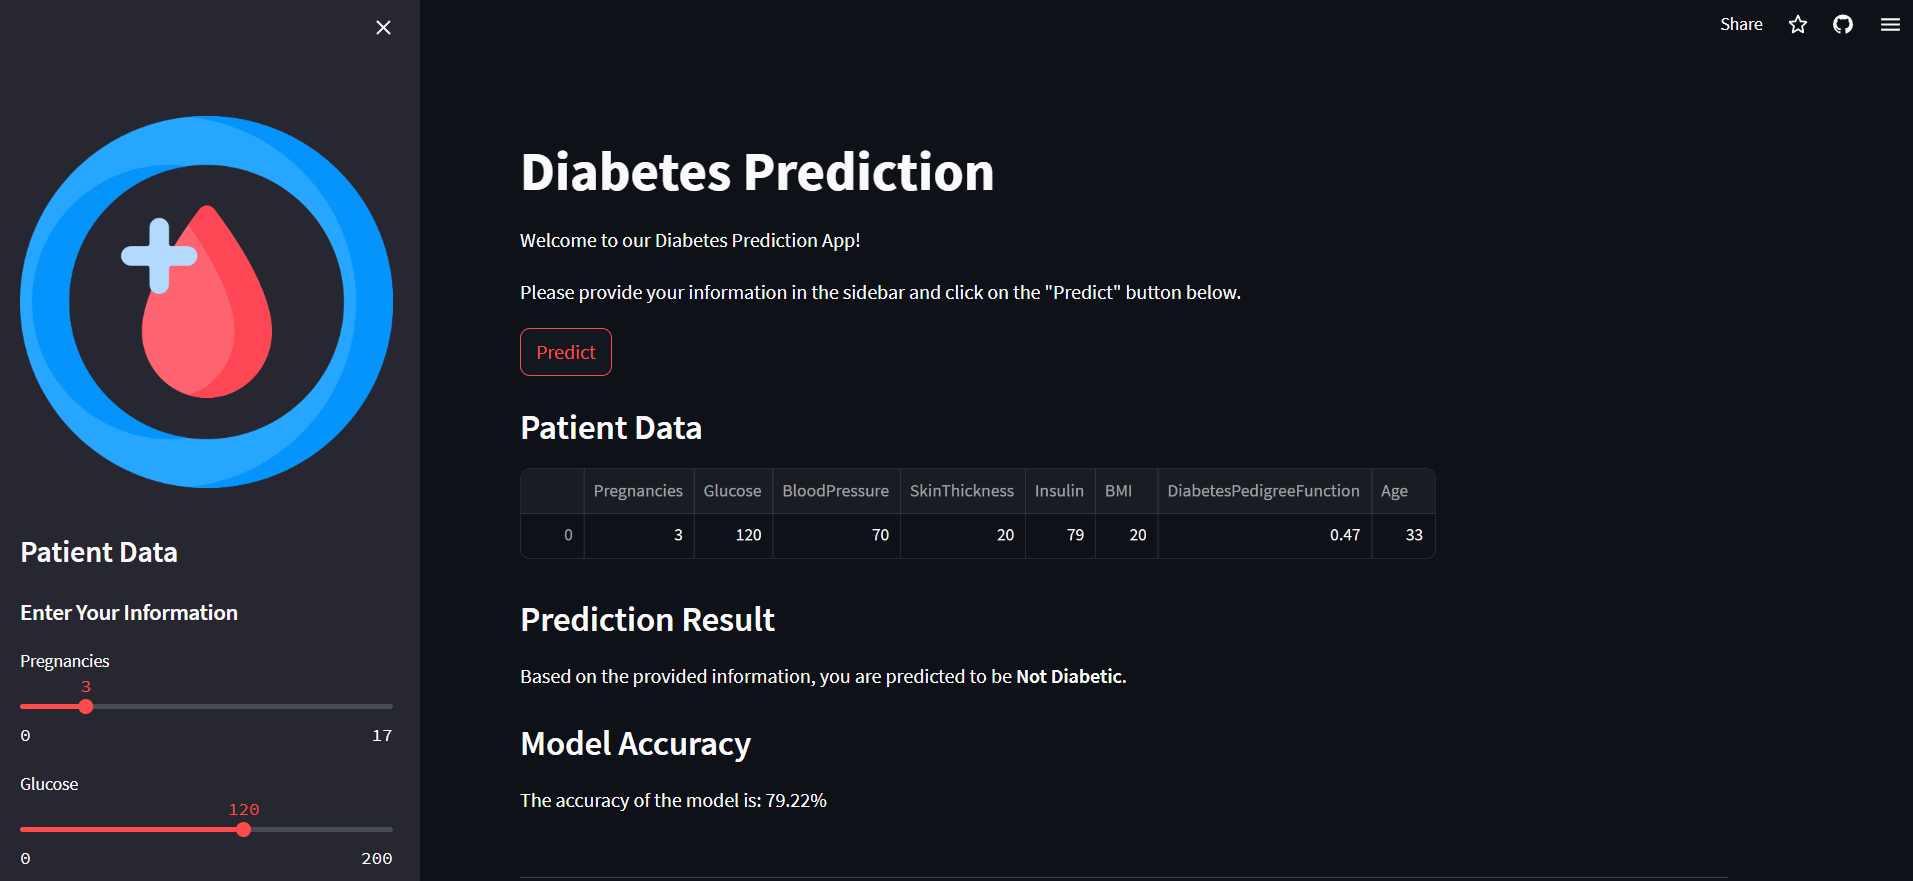 Share
Patient Data
Enter Your Information
Pregnancies
3
0 17
Glucose
120
0 200
Diabetes Prediction
Welcome to our Diabetes Prediction App!
Please provide your information in the sidebar and click on the "Predict" button below.
Predict
Patient Data
Pregnancies Glucose BloodPressure SkinThickness Insulin BMI DiabetesPedigreeFunction Age
0 3 120 70 20 79 20 0.47 33
Prediction Result
Based on the provided information, you are predicted to be Not Diabetic.
Model Accuracy
The accuracy of the model is: 79.22%